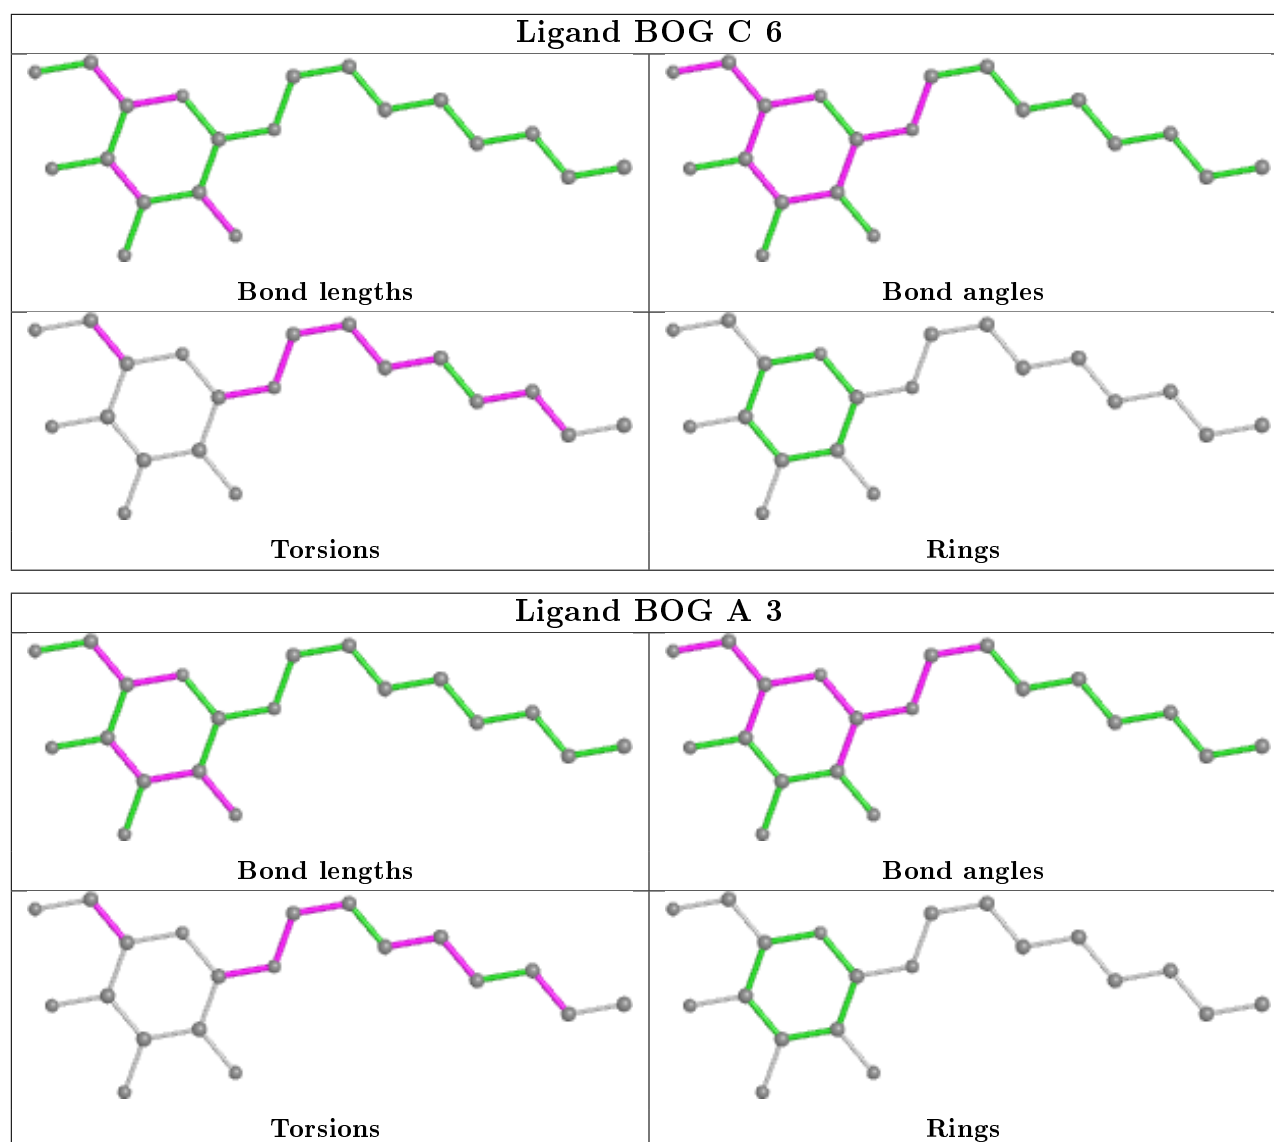 Ligand BOG C 6
Bond lengths
Bond angles
Torsions
Rings
Ligand BOG A 3
Bond lengths
Bond angles
Torsions
Rings